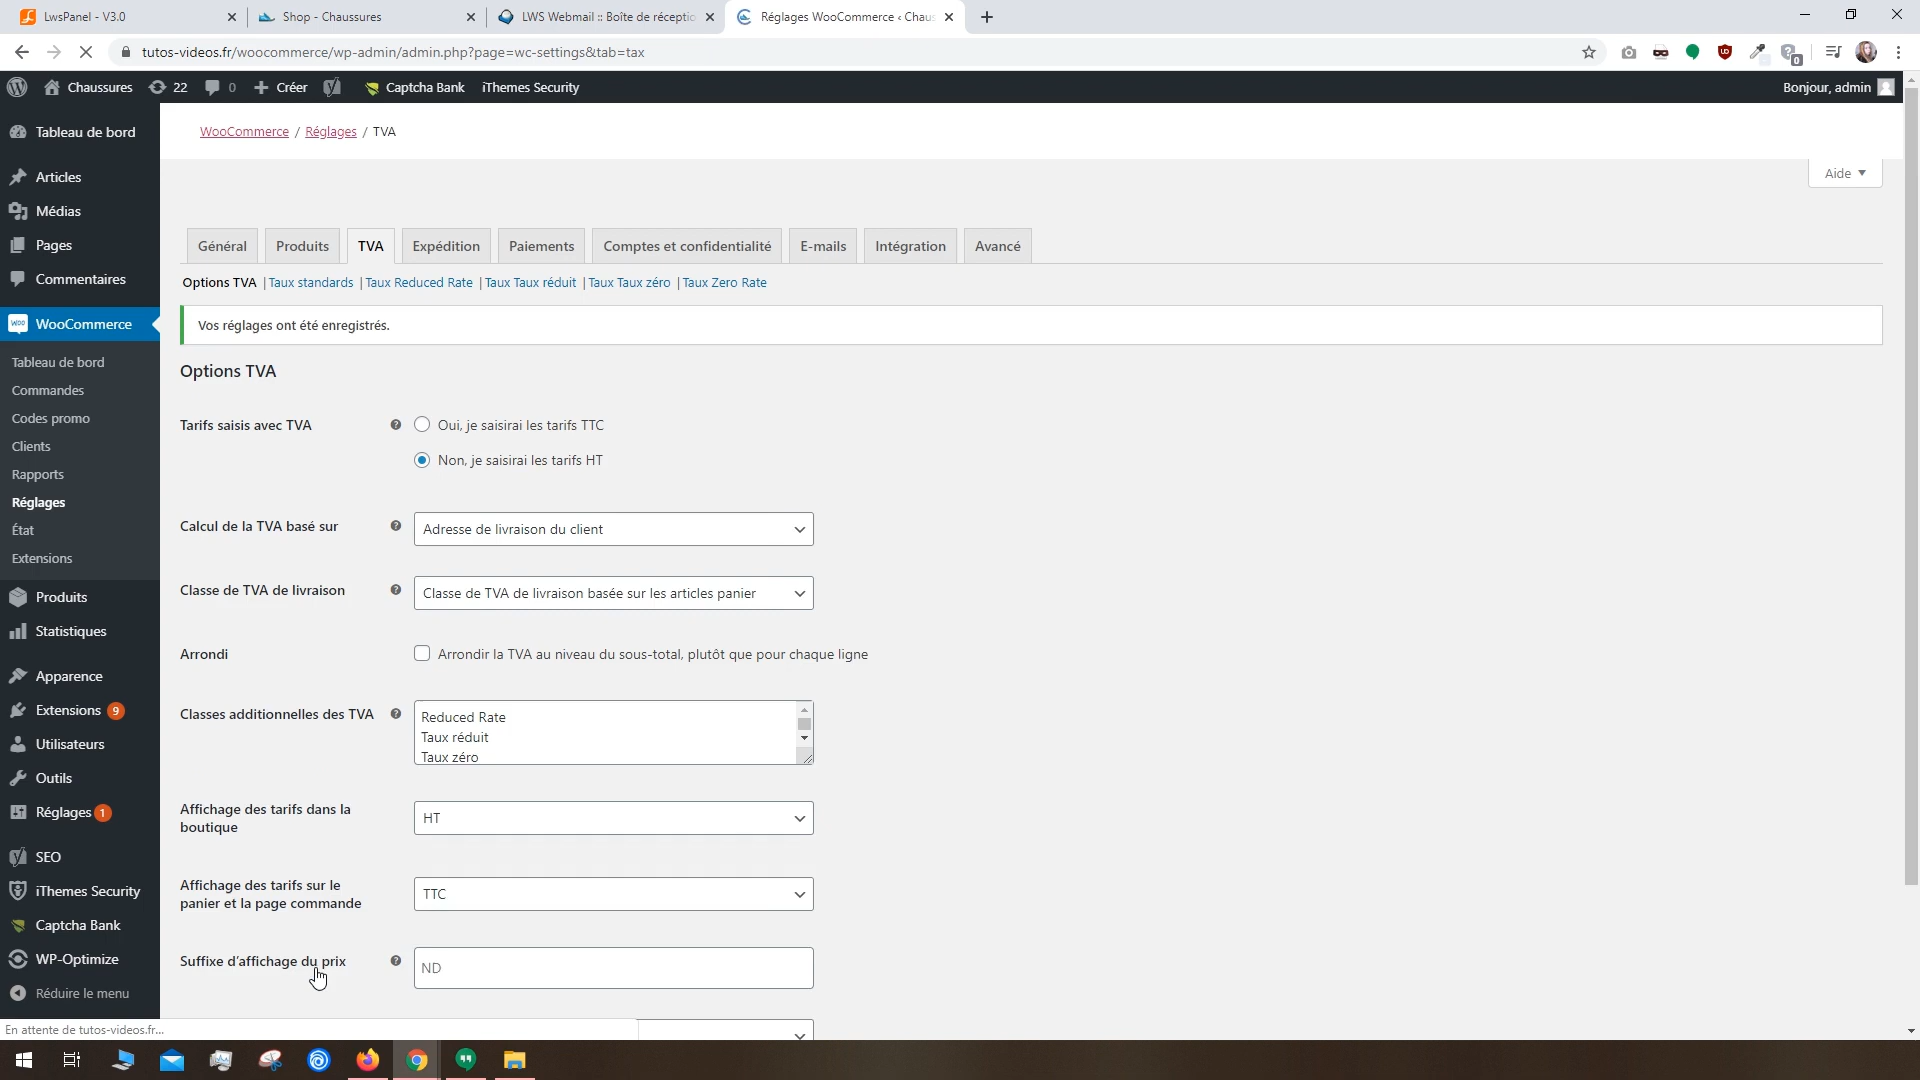 LwsPanel - V3.0
Shop - Chaussures
LWS Webmail :: Boîte de réceptio
Réglages WooCommerce ‹ Chaus
tutos-videos.fr/woocommerce/wp-admin/admin.php?page=wc-settings&tab=tax
0
Chaussures
22
0
Créer
Captcha Bank
iThemes Security
Bonjour, admin
Tableau de bord
Articles
Médias
Pages
Commentaires
WooCommerce
Tableau de bord
Commandes
Codes promo
Clients
Rapports
Réglages
État
Extensions
Produits
Statistiques
Apparence
Extensions 9
Utilisateurs
Outils
Réglages 1
SEO
iThemes Security
Captcha Bank
WP-Optimize
Réduire le menu
WooCommerce / Réglages / TVA
Aide
Général
Produits
TVA
Expédition
Paiements
Comptes et confidentialité
E-mails
Intégration
Avancé
Options TVA | Taux standards | Taux Reduced Rate | Taux Taux réduit | Taux Taux zéro | Taux Zero Rate
Vos réglages ont été enregistrés.
Options TVA
Tarifs saisis avec TVA
Oui, je saisirai les tarifs TTC
Non, je saisirai les tarifs HT
Calcul de la TVA basé sur
Adresse de livraison du client
Classe de TVA de livraison
Classe de TVA de livraison basée sur les articles panier
Arrondi
Arrondir la TVA au niveau du sous-total, plutôt que pour chaque ligne
Classes additionnelles des TVA
Reduced Rate
Taux réduit
Taux zéro
Affichage des tarifs dans la
boutique
HT
Affichage des tarifs sur le
panier et la page commande
TTC
Suffixe d'affichage du prix
ND
En attente de tutos-videos.fr...